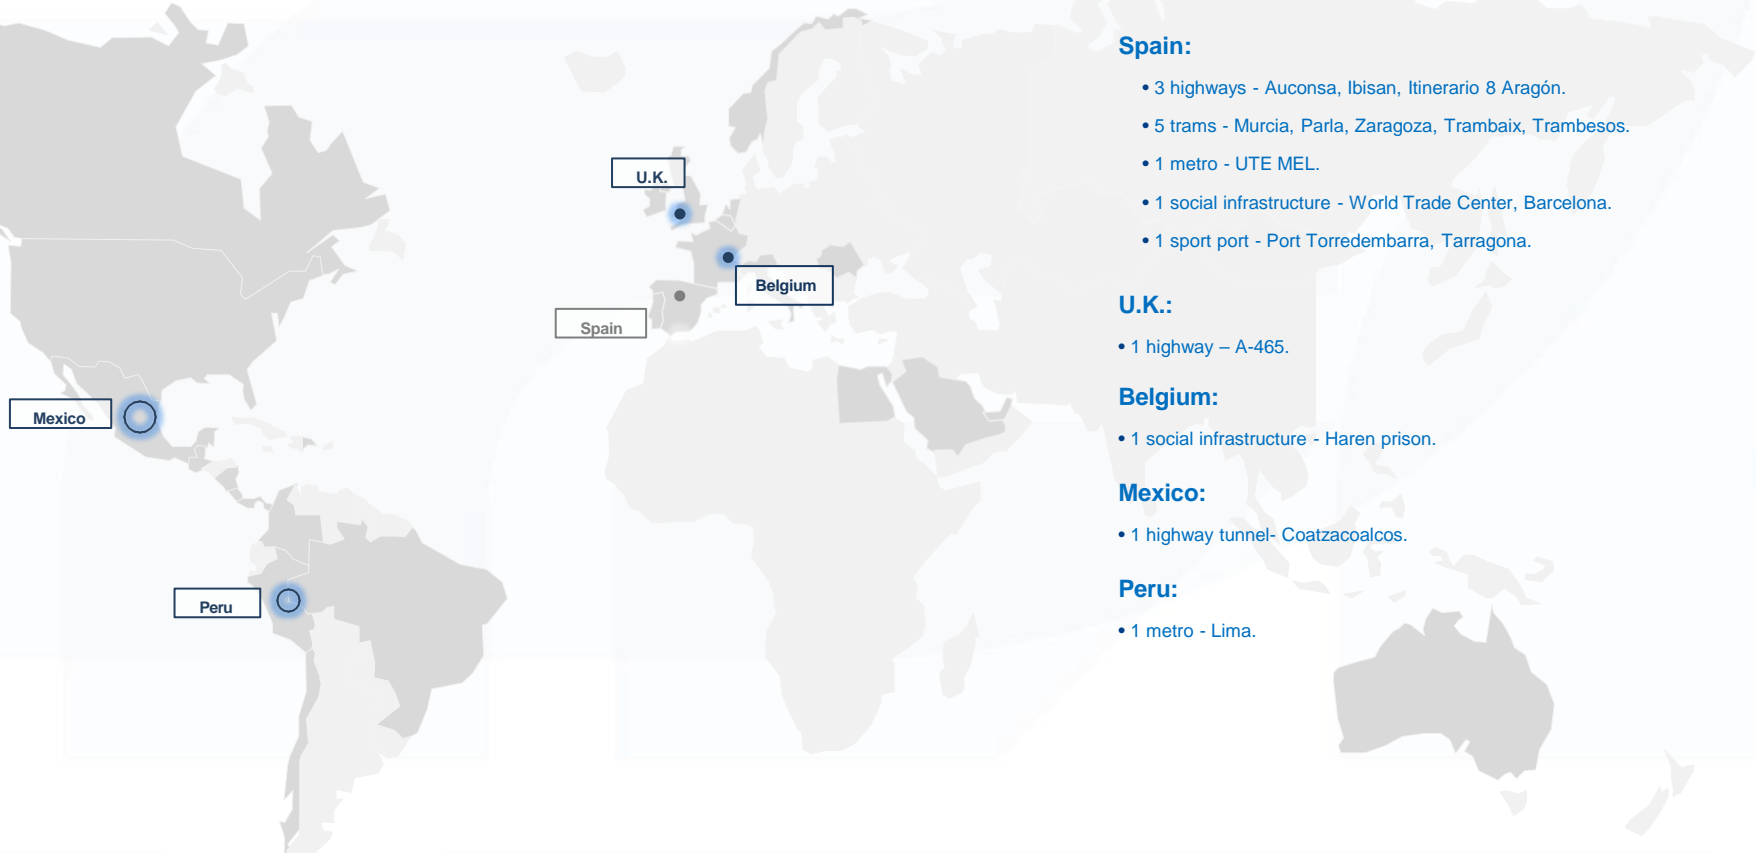 Spain:
• 3 highways - Auconsa, Ibisan, Itinerario 8 Aragón.
• 5 trams - Murcia, Parla, Zaragoza, Trambaix, Trambesos.
• 1 metro - UTE MEL.
• 1 social infrastructure - World Trade Center, Barcelona.
• 1 sport port - Port Torredembarra, Tarragona.
U.K.:
• 1 highway – A-465.
Belgium:
• 1 social infrastructure - Haren prison.
Mexico:
• 1 highway tunnel- Coatzacoalcos.
Peru:
• 1 metro - Lima.
U.K.
Belgium
Spain
Mexico
Peru